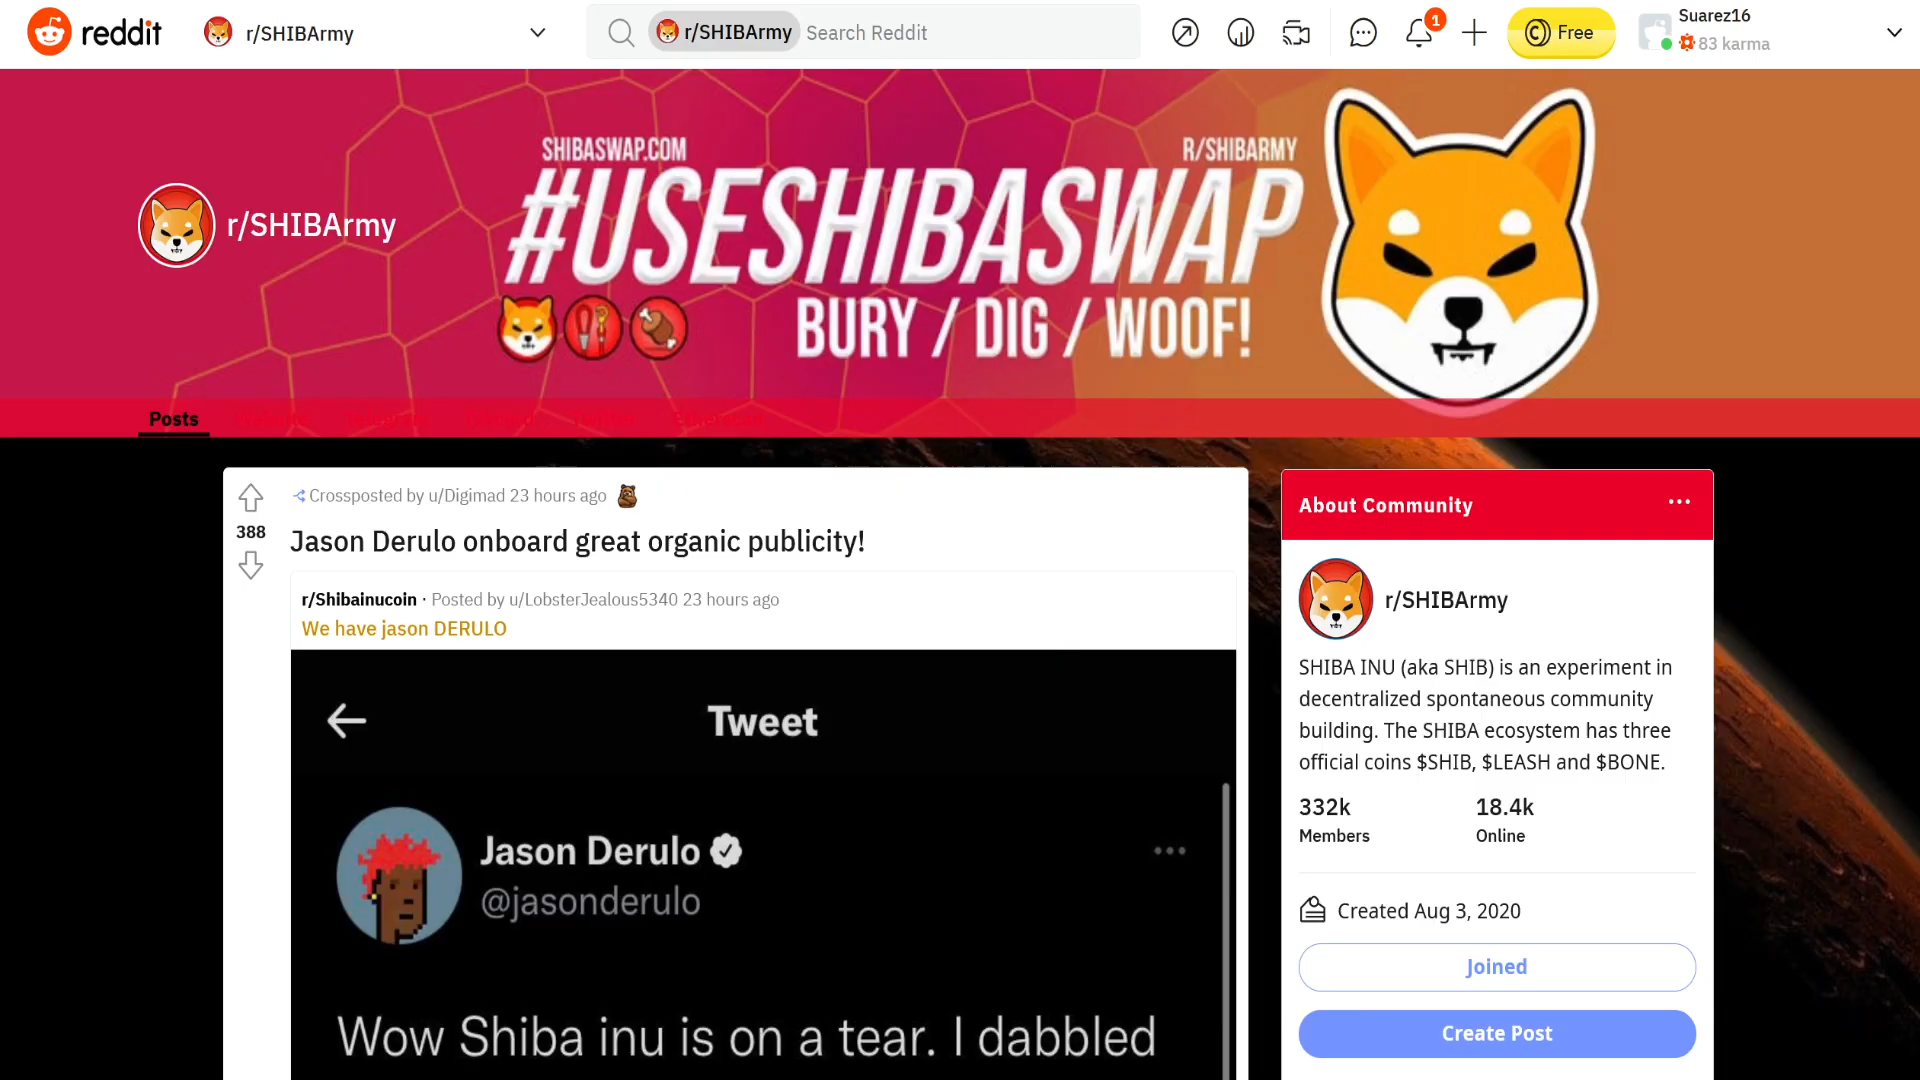 reddit
r/SHIBArmy
r/SHIBArmy
Search Reddit
1
Free
Suarez16
83 karma
SHIBASWAP.COM
R/SHIBARMY
#USESHIBASWAP
BURY / DIG / WOOF!
r/SHIBArmy
Posts
Crossposted by u/Digimad 23 hours ago
388
Jason Derulo onboard great organic publicity!
r/Shibainucoin · Posted by u/LobsterJealous5340 23 hours ago
We have jason DERULO
Tweet
Jason Derulo
@jasonderulo
Wow Shiba inu is on a tear. I dabbled
About Community
r/SHIBArmy
SHIBA INU (aka SHIB) is an experiment in
decentralized spontaneous community
building. The SHIBA ecosystem has three
official coins $SHIB, $LEASH and $BONE.
332k
18.4k
Members
Online
Created Aug 3, 2020
Joined
Create Post